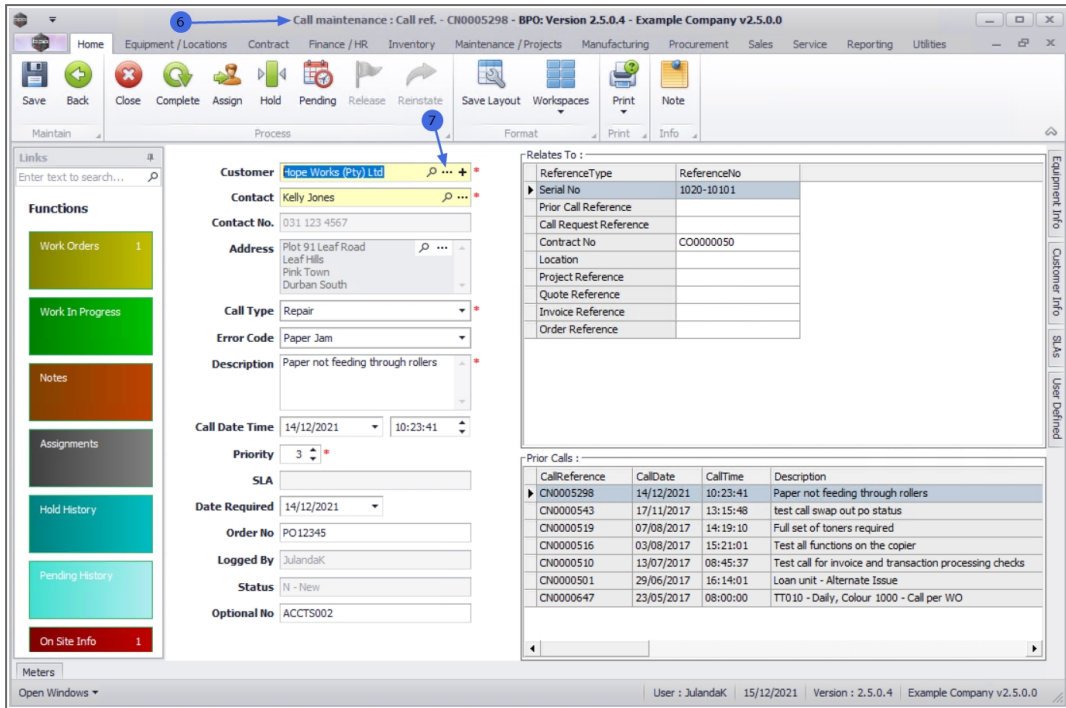 6
Call maintenance : Call ref. - CN0005298 - BPO: Version 2.5.0.4 - Example Company v2.5.0.0
Home Equipment / Locations Contract Finance / HR Inventory Maintenance / Projects Manufacturing Procurement Sales Service Reporting Utilities
Save Back Close Complete Assign Hold Pending Release Reinstate Save Layout Workspaces Print Note
7
Maintain Process Format Print Info
Links
Enter text to search...
Functions
Work Orders 1
Work In Progress
Notes
Assignments
Hold History
Pending History
On Site Info 1
Customer Hope Works (Pty) Ltd *
Contact Kelly Jones *
Contact No. 031 123 4567
Address Plot 91 Leaf Road
Leaf Hills
Pink Town
Durban South
Call Type Repair *
Error Code Paper Jam
Description Paper not feeding through rollers *
Call Date Time 14/12/2021 10:23:41
Priority 3 *
SLA
Date Required 14/12/2021
Order No PO12345
Logged By JulandaK
Status N - New
Optional No ACCTS002
Relates To :
ReferenceType ReferenceNo
Serial No 1020-10101
Prior Call Reference
Call Request Reference
Contract No CO0000050
Location
Project Reference
Quote Reference
Invoice Reference
Order Reference
Prior Calls :
CallReference CallDate CallTime Description
CN0005298 14/12/2021 10:23:41 Paper not feeding through rollers
CN0000543 17/11/2017 13:15:48 test call swap out po status
CN0000519 07/08/2017 14:19:10 Full set of toners required
CN0000516 03/08/2017 15:21:01 Test all functions on the copier
CN0000510 13/07/2017 08:45:37 Test call for invoice and transaction processing checks
CN0000501 29/06/2017 16:14:01 Loan unit - Alternate Issue
CN0000647 23/05/2017 08:00:00 TT010 - Daily, Colour 1000 - Call per WO
Equipment Info
Customer Info
SLAs
User Defined
Meters
Open Windows User : JulandaK 15/12/2021 Version : 2.5.0.4 Example Company v2.5.0.0